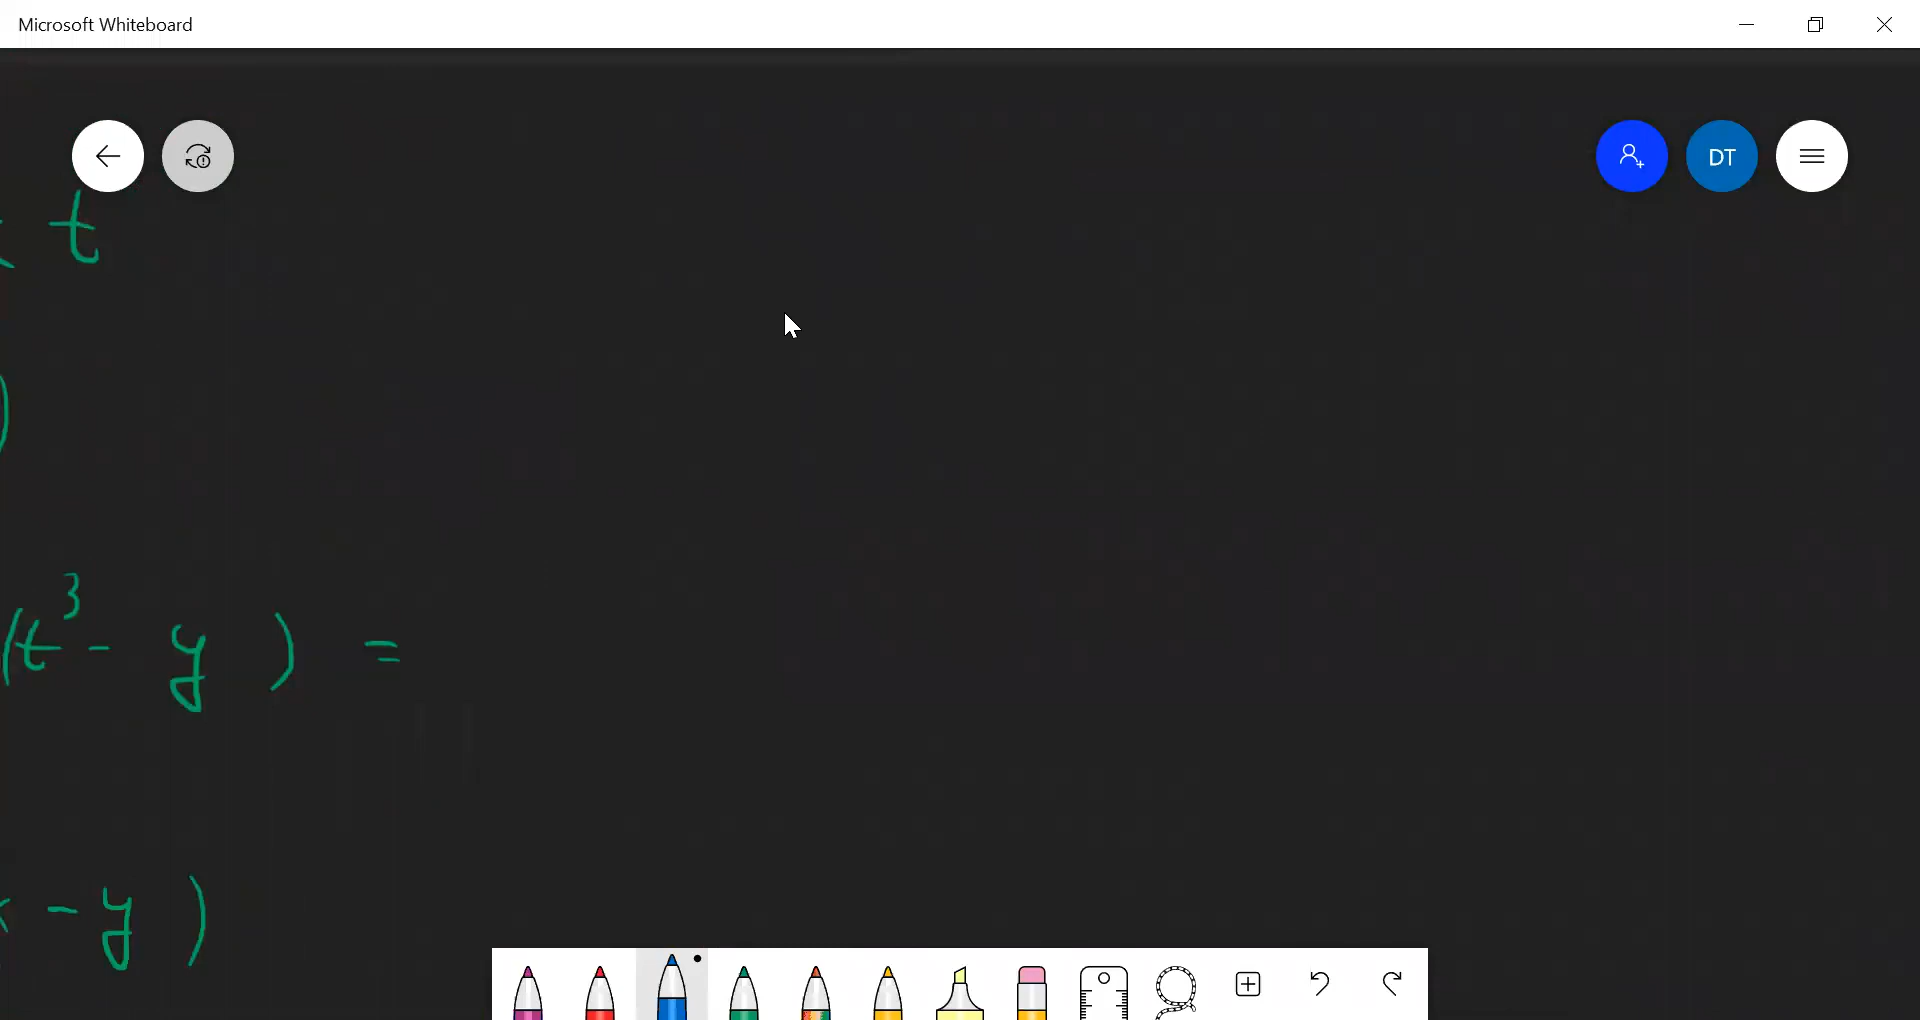 Microsoft Whiteboard
DT
t
)
(t³- y ) =
- y )